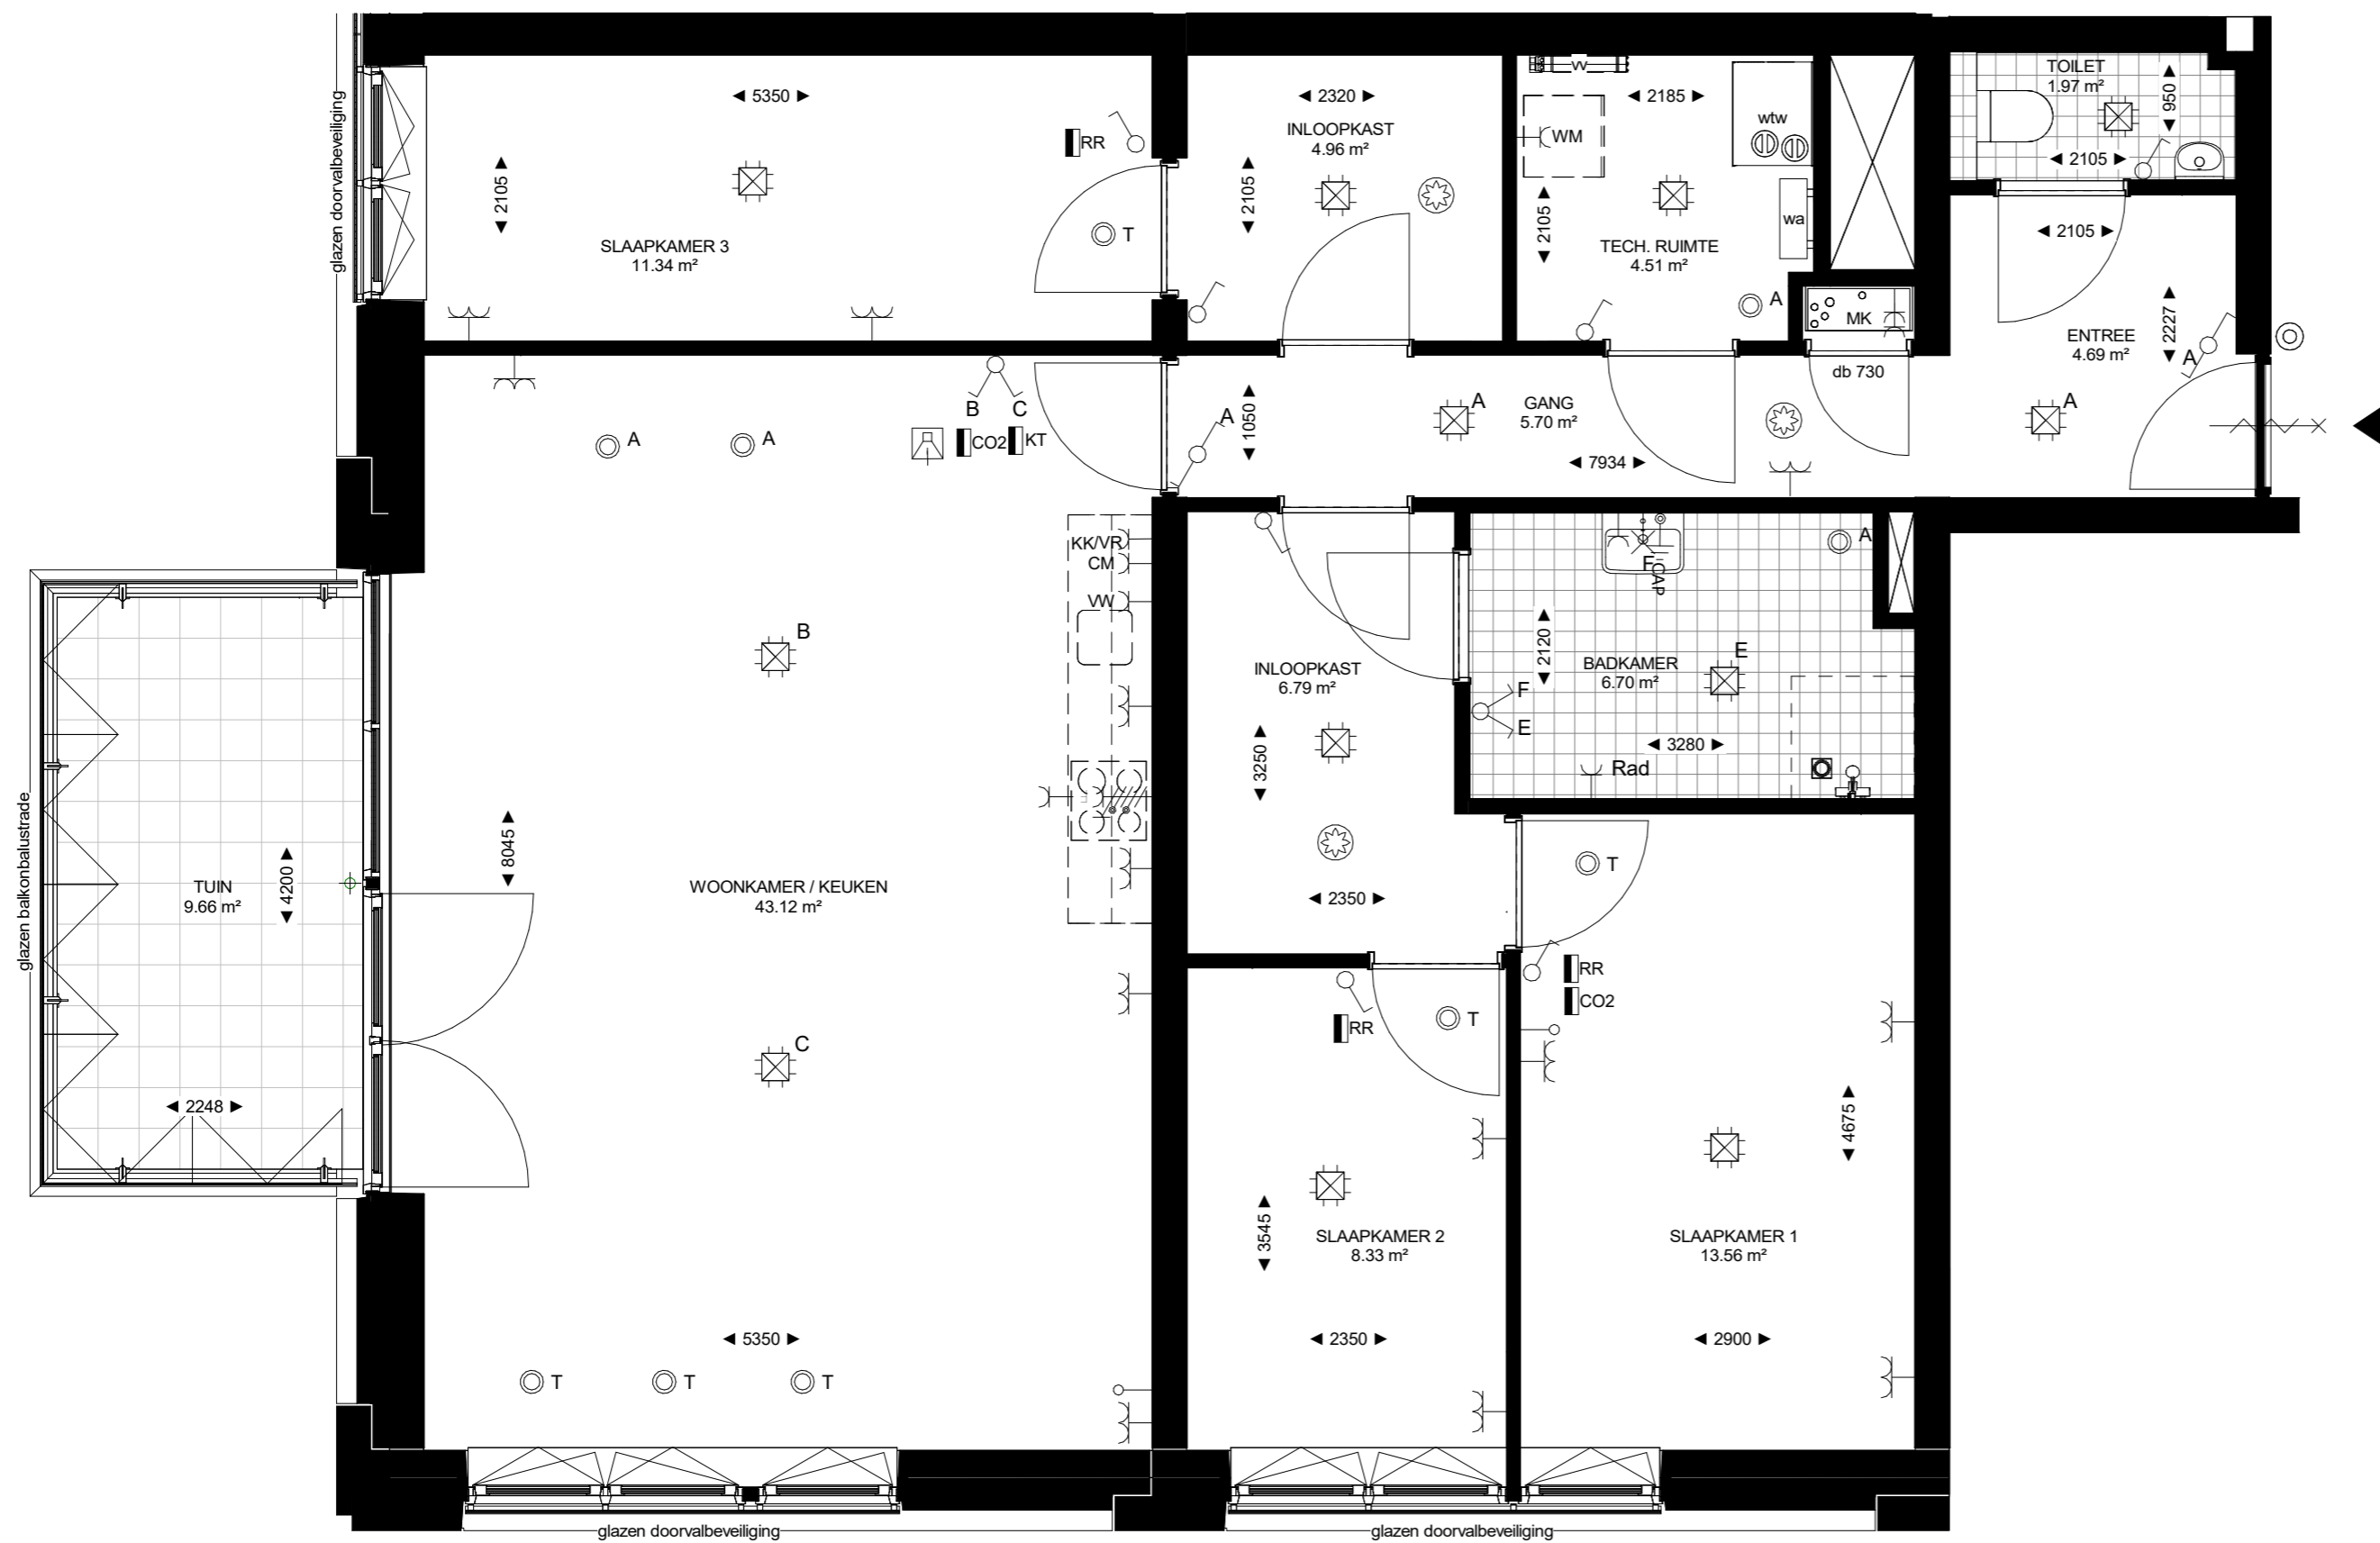 TOILET
1.97 m²
950
2105
glazen doorvalbeveiliging
5350
2320
2185
INLOOPKAST
4.96 m²
RR
WM
wtw
VV
2105
2105
2105
wa
T
SLAAPKAMER 3
11.34 m²
TECH. RUIMTE
4.51 m²
2105
A
MK
ENTREE
4.69 m²
2227
A
db 730
B
C
CO2
KT
A
A
A
1050
A
GANG
5.70 m²
A
7934
KK/VR
CM
VW
F
CAP
A
B
INLOOPKAST
6.79 m²
2120
BADKAMER
6.70 m²
E
F
E
3280
Rad
3250
glazen balkonbalustrade
TUIN
9.66 m²
4200
8045
WOONKAMER / KEUKEN
43.12 m²
2350
T
RR
CO2
RR
T
C
2248
4675
3545
SLAAPKAMER 2
8.33 m²
SLAAPKAMER 1
13.56 m²
5350
2350
2900
T
T
T
glazen doorvalbeveiliging
glazen doorvalbeveiliging